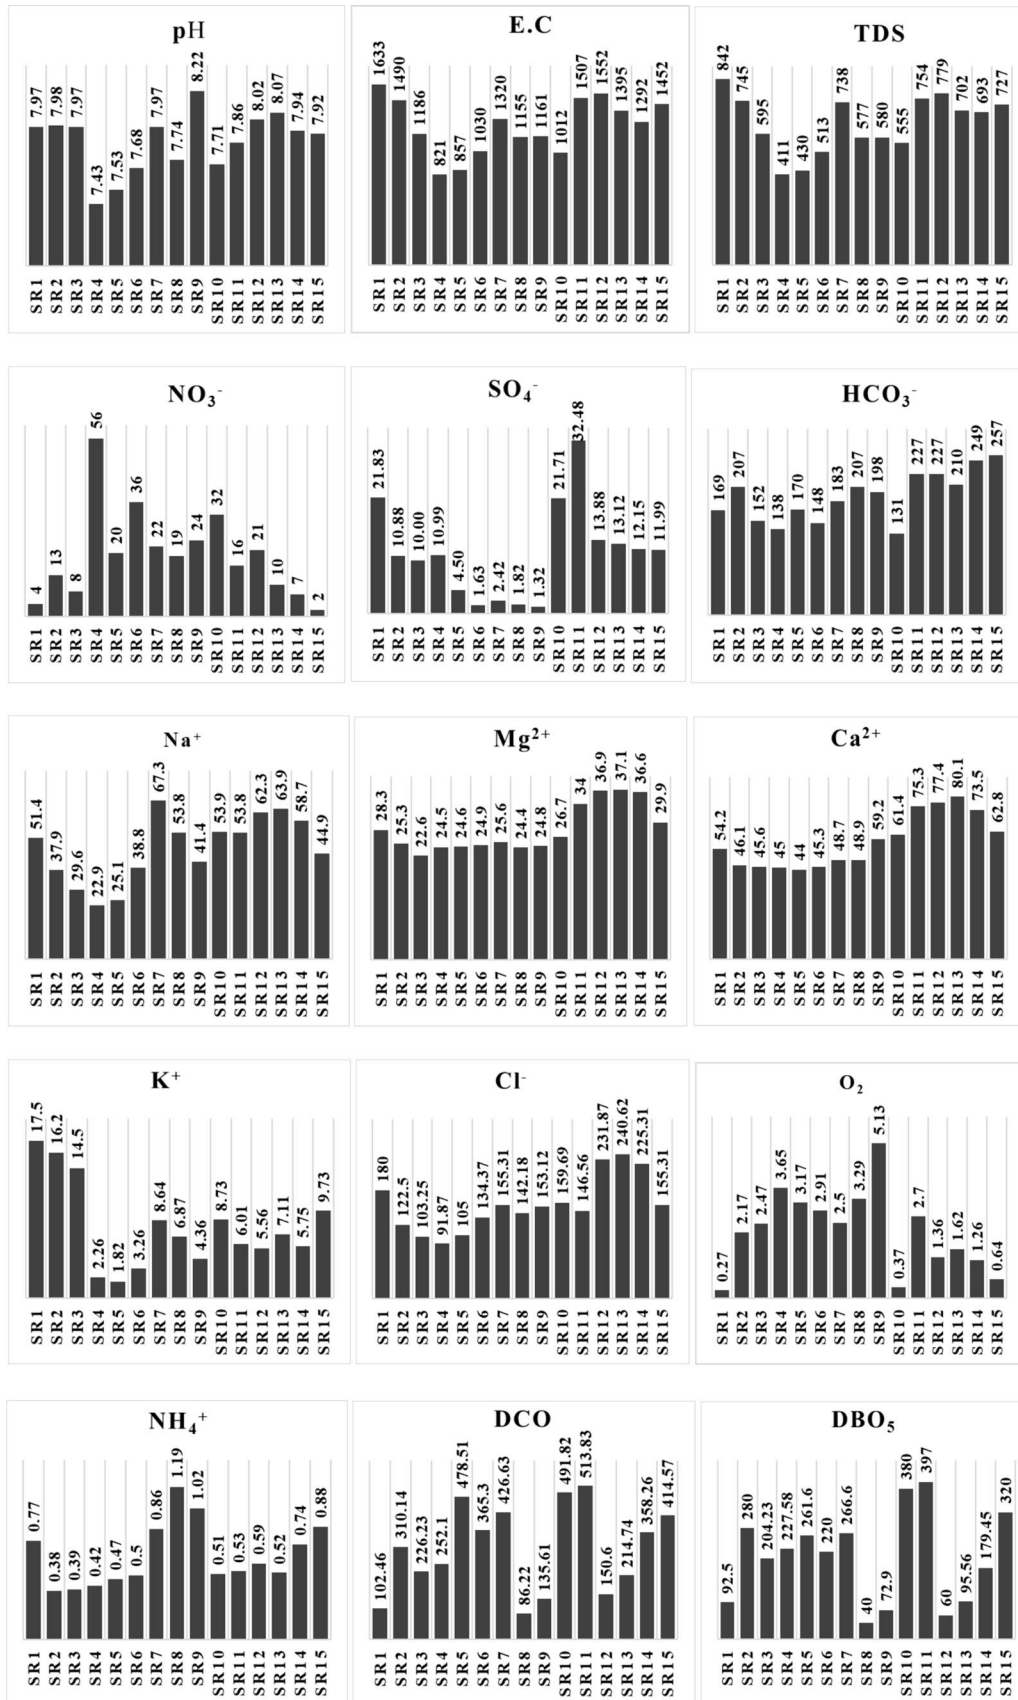 pH
7.97 7.98 7.97 7.43 7.53 7.68 7.97 7.74 8.22 7.71 7.86 8.02 8.07 7.94 7.92
SR1 SR2 SR3 SR4 SR5 SR6 SR7 SR8 SR9 SR10 SR11 SR12 SR13 SR14 SR15
E.C
1633 1490 1186 821 857 1030 1320 1155 1161 1012 1507 1552 1395 1292 1452
SR1 SR2 SR3 SR4 SR5 SR6 SR7 SR8 SR9 SR10 SR11 SR12 SR13 SR14 SR15
TDS
842 745 595 411 430 513 738 577 580 555 754 779 702 693 727
SR1 SR2 SR3 SR4 SR5 SR6 SR7 SR8 SR9 SR10 SR11 SR12 SR13 SR14 SR15
NO₃⁻
4 13 8 56 20 36 22 19 24 32 16 21 10 7 2
SR1 SR2 SR3 SR4 SR5 SR6 SR7 SR8 SR9 SR10 SR11 SR12 SR13 SR14 SR15
SO₄⁻
21.83 10.88 10.00 10.99 4.50 1.63 2.42 1.82 1.32 21.71 32.48 13.88 13.12 12.15 11.99
SR1 SR2 SR3 SR4 SR5 SR6 SR7 SR8 SR9 SR10 SR11 SR12 SR13 SR14 SR15
HCO₃⁻
169 207 152 138 170 148 183 207 198 131 227 227 210 249 257
SR1 SR2 SR3 SR4 SR5 SR6 SR7 SR8 SR9 SR10 SR11 SR12 SR13 SR14 SR15
Na⁺
51.4 37.9 29.6 22.9 25.1 38.8 67.3 53.8 41.4 53.9 53.8 62.3 63.9 58.7 44.9
SR1 SR2 SR3 SR4 SR5 SR6 SR7 SR8 SR9 SR10 SR11 SR12 SR13 SR14 SR15
Mg²⁺
28.3 25.3 22.6 24.5 24.6 24.9 25.6 24.4 24.8 26.7 34 36.9 37.1 36.6 29.9
SR1 SR2 SR3 SR4 SR5 SR6 SR7 SR8 SR9 SR10 SR11 SR12 SR13 SR14 SR15
Ca²⁺
54.2 46.1 45.6 45 44 45.3 48.7 48.9 59.2 61.4 75.3 77.4 80.1 73.5 62.8
SR1 SR2 SR3 SR4 SR5 SR6 SR7 SR8 SR9 SR10 SR11 SR12 SR13 SR14 SR15
K⁺
17.5 16.2 14.5 2.26 1.82 3.26 8.64 6.87 4.36 8.73 6.01 5.56 7.11 5.75 9.73
SR1 SR2 SR3 SR4 SR5 SR6 SR7 SR8 SR9 SR10 SR11 SR12 SR13 SR14 SR15
Cl⁻
180 122.5 103.25 91.87 105 134.37 155.31 142.18 153.12 159.69 146.56 231.87 240.62 225.31 155.31
SR1 SR2 SR3 SR4 SR5 SR6 SR7 SR8 SR9 SR10 SR11 SR12 SR13 SR14 SR15
O₂
0.27 2.17 2.47 3.65 3.17 2.91 2.5 3.29 5.13 0.37 2.7 1.36 1.62 1.26 0.64
SR1 SR2 SR3 SR4 SR5 SR6 SR7 SR8 SR9 SR10 SR11 SR12 SR13 SR14 SR15
NH₄⁺
0.77 0.38 0.39 0.42 0.47 0.5 0.86 1.19 1.02 0.51 0.53 0.59 0.52 0.74 0.88
SR1 SR2 SR3 SR4 SR5 SR6 SR7 SR8 SR9 SR10 SR11 SR12 SR13 SR14 SR15
DCO
102.46 310.14 226.23 252.1 478.51 365.3 426.63 86.22 135.61 491.82 513.83 150.6 214.74 358.26 414.57
SR1 SR2 SR3 SR4 SR5 SR6 SR7 SR8 SR9 SR10 SR11 SR12 SR13 SR14 SR15
DBO₅
92.5 280 204.23 227.58 261.6 220 266.6 40 72.9 380 397 60 95.56 179.45 320
SR1 SR2 SR3 SR4 SR5 SR6 SR7 SR8 SR9 SR10 SR11 SR12 SR13 SR14 SR15